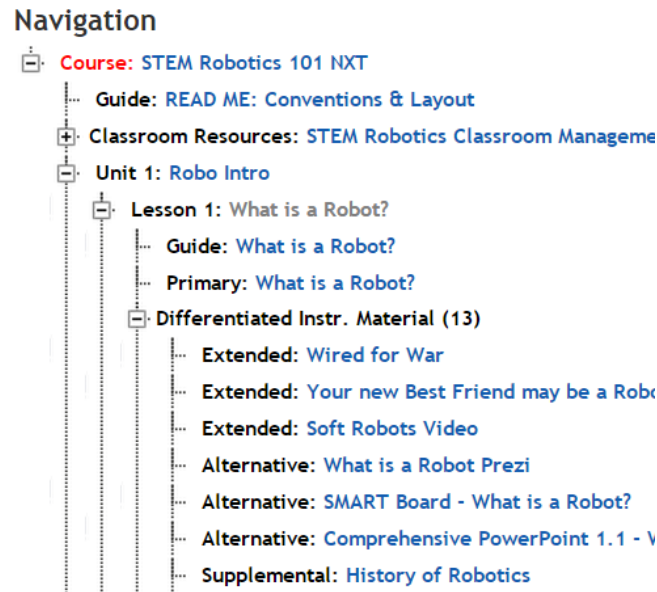 Navigation
Course: STEM Robotics 101 NXT
Guide: READ ME: Conventions & Layout
Classroom Resources: STEM Robotics Classroom
Unit 1: Robo Intro
Lesson 1: What is a Robot?
Guide: What is a Robot?
Primary: What is a Robot?
Differentiated Instr. Material (13)
Extended: Wired for War
Extended: Your new Best Friend may be a
Extended: Soft Robots Video
Alternative: What is a Robot Prezi
Alternative: SMART Board - What is a Robot?
Alternative: Comprehensive PowerPoint 1.1 -
Supplemental: History of Robotics